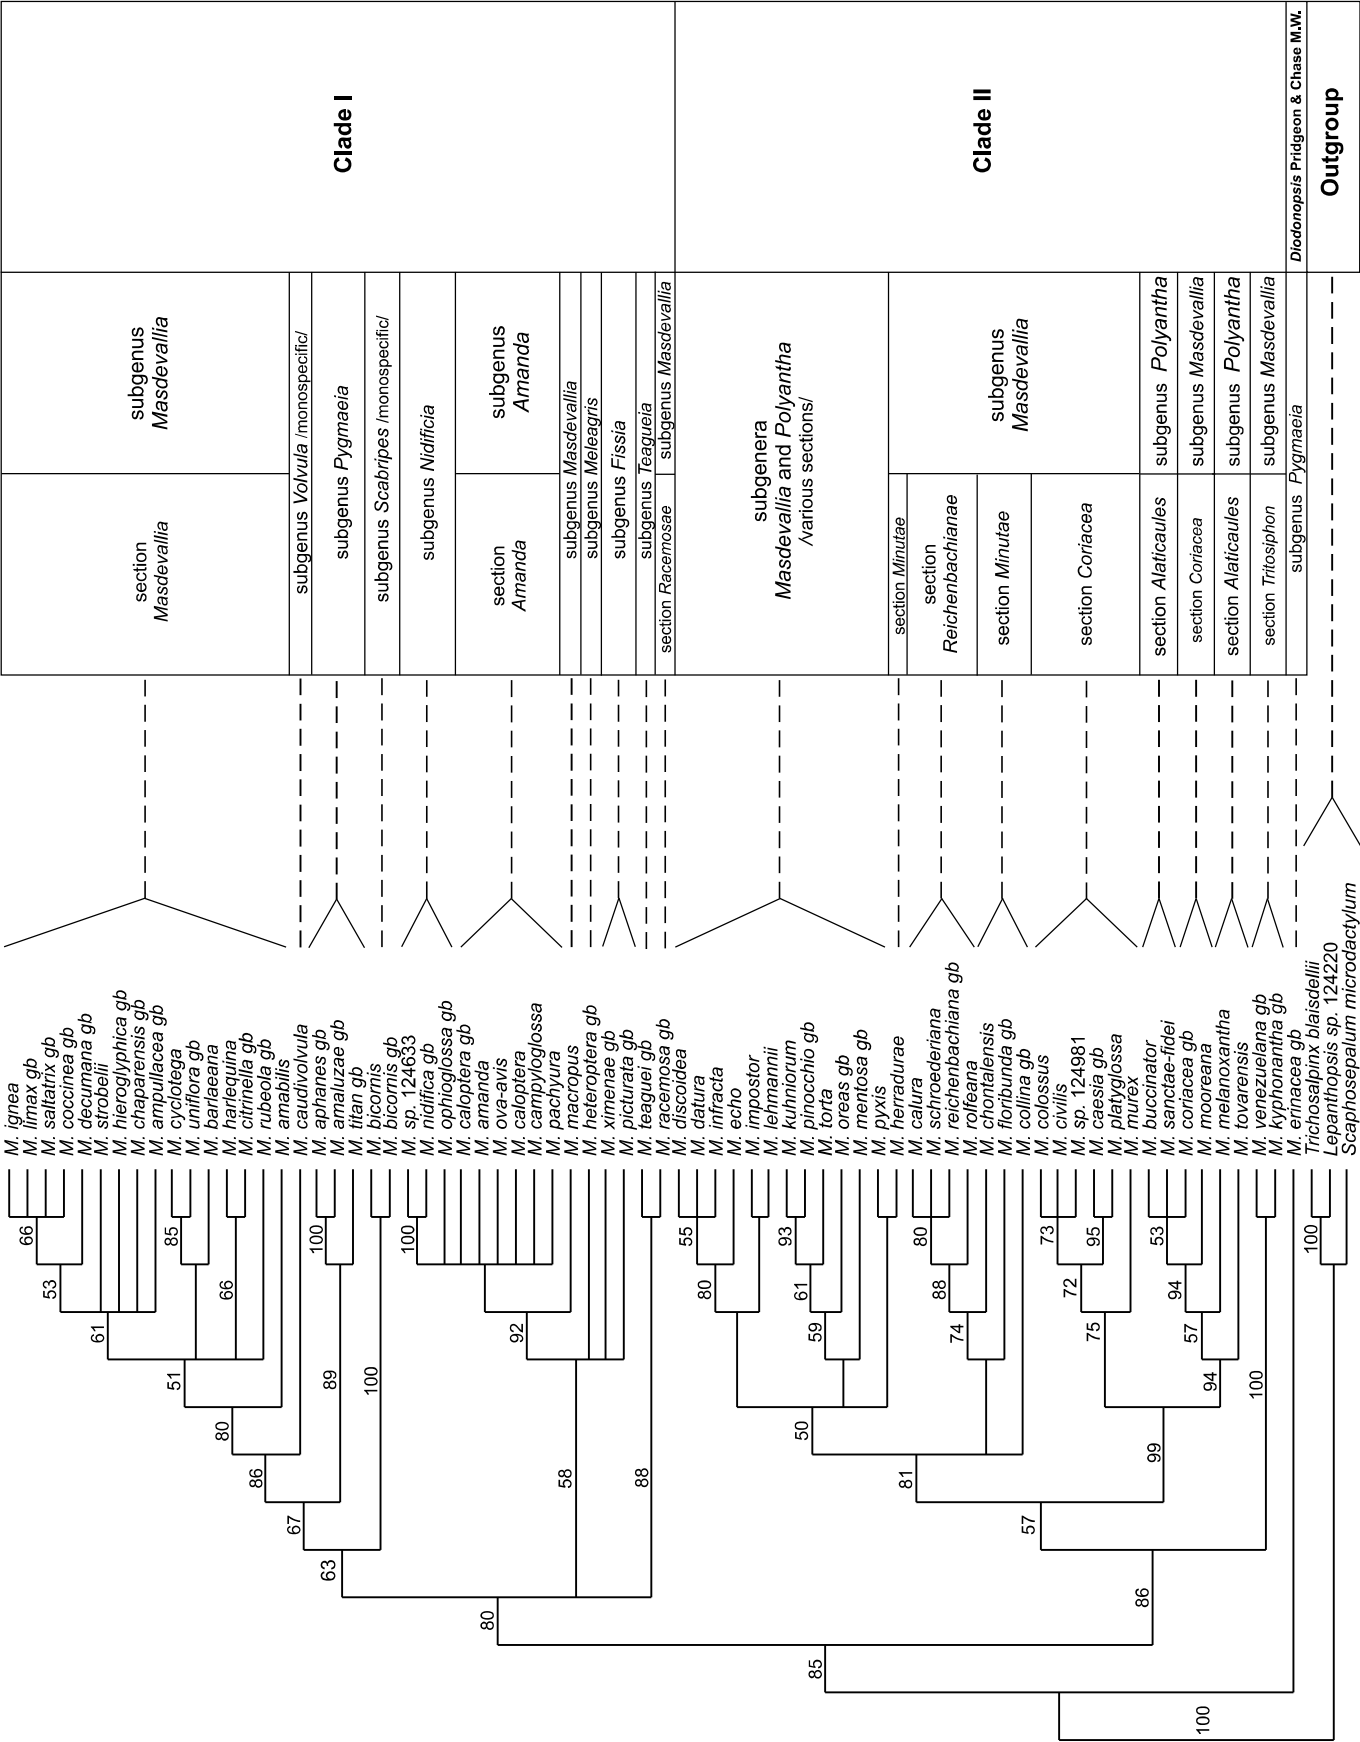 M. ignea
M. limax gb
M. saltatrix gb
M. coccinea gb
M. decumana gb
M. strobelii
M. hieroglyphica gb
M. chaparensis gb
M. ampullacea gb
M. cyclotega
M. uniflora gb
M. barlaeana
M. harlequina
M. citrinella gb
M. rubeola gb
M. amabilis
M. caudivolvula
M. aphanes gb
M. amaluzae gb
M. titan gb
M. bicornis
M. bicornis gb
M. sp. 124633
M. nidifica gb
M. ophioglossa gb
M. caloptera gb
M. amanda
M. ova-avis
M. caloptera
M. campyloglossa
M. pachyura
M. macropus
M. heteroptera gb
M. ximenae gb
M. picturata gb
M. teaguei gb
M. racemosa gb
M. discoidea
M. datura
M. infracta
M. echo
M. impostor
M. lehmannii
M. kuhniorum
M. pinocchio gb
M. torta
M. oreas gb
M. mentosa gb
M. pyxis
M. herradurae
M. calura
M. schroederiana
M. reichenbachiana gb
M. rolfeana
M. chontalensis
M. floribunda gb
M. collina gb
M. colossus
M. civilis
M. sp. 124981
M. caesia gb
M. platyglossa
M. murex
M. buccinator
M. sanctae-fidei
M. coriacea gb
M. mooreana
M. melanoxantha
M. tovarensis
M. venezuelana gb
M. kyphonantha gb
M. erinacea gb
Trichosalpinx blaisdellii
Lepanthopsis sp. 124220
Scaphosepalum microdactylum
66
53
61
85
66
51
80
86
100
89
67
100
63
100
92
58
88
80
55
80
93
61
59
50
80
88
74
81
73
95
72
75
53
94
57
94
99
57
100
86
85
100
100
section
Masdevallia
subgenus
Masdevallia
subgenus Volvula /monospecific/
subgenus Pygmaeia
subgenus Scabripes /monospecific/
subgenus Nidificia
section
Amanda
subgenus
Amanda
subgenus Masdevallia
subgenus Meleagris
subgenus Fissia
subgenus Teagueia
section Racemosae
subgenus Masdevallia
subgenera
Masdevallia and Polyantha
/various sections/
section Minutae
section
Reichenbachianae
section Minutae
section Coriacea
subgenus
Masdevallia
section Alaticaules
subgenus Polyantha
section Coriacea
subgenus Masdevallia
section Alaticaules
subgenus Polyantha
section Tritosiphon
subgenus Masdevallia
subgenus Pygmaeia
Clade I
Clade II
Diodonopsis Pridgeon & Chase M.W.
Outgroup